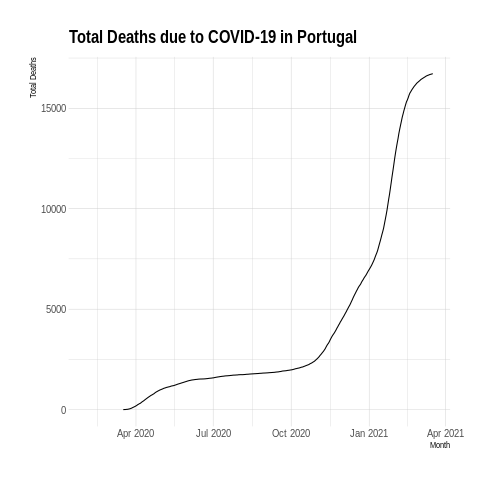 Total Deaths due to COVID-19 in Portugal
Total Deaths
15000
10000
5000
0
Apr 2020 Jul 2020 Oct 2020 Jan 2021 Apr 2021
Month